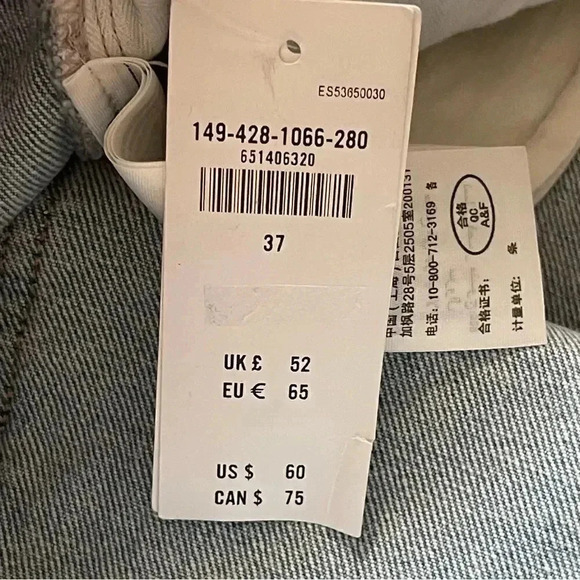 ES53650030
149-428-1066-280
651406320
37
UK £ 52
EU € 65
US $ 60
CAN $ 75
加枫路28号5层2505室200131
电话: 10-800-712-3169 各
合格证书:
计量单位: 条
合格
QC
A&F